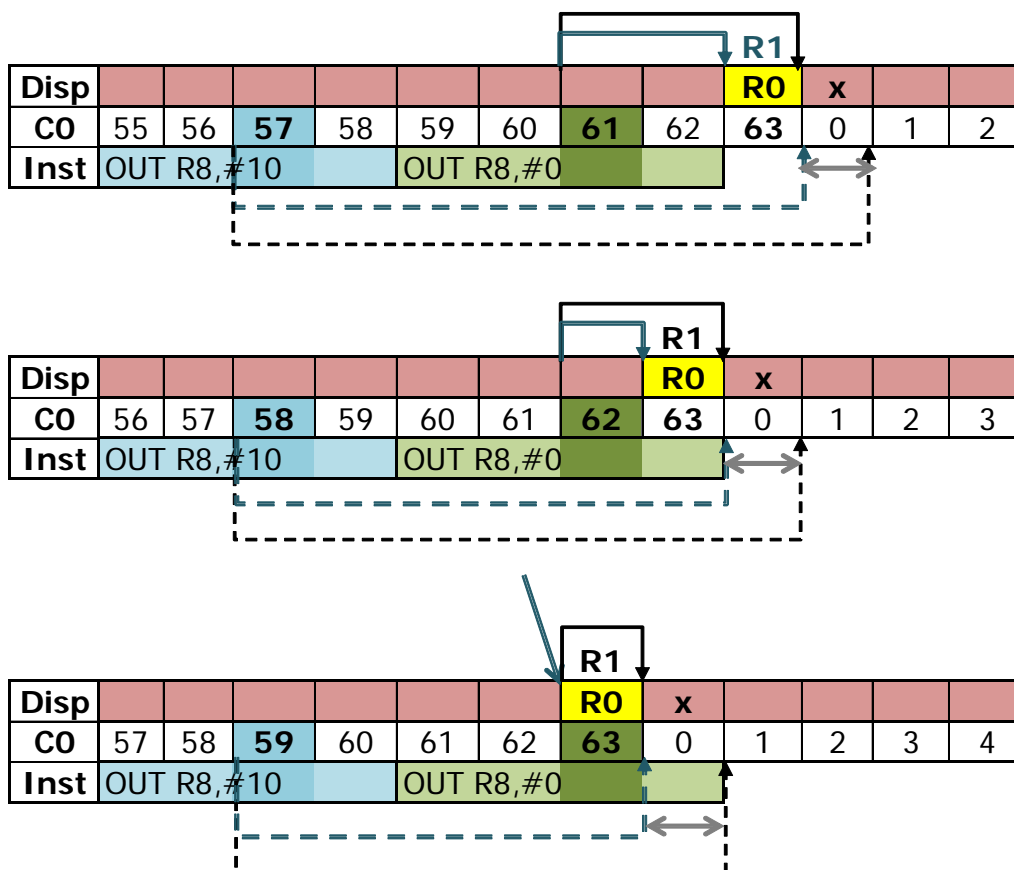 R1
Disp R0 x
C0 55 56 57 58 59 60 61 62 63 0 1 2
Inst OUT R8,#10 OUT R8,#0
R1
Disp R0 x
C0 56 57 58 59 60 61 62 63 0 1 2 3
Inst OUT R8,#10 OUT R8,#0
R1
Disp R0 x
C0 57 58 59 60 61 62 63 0 1 2 3 4
Inst OUT R8,#10 OUT R8,#0